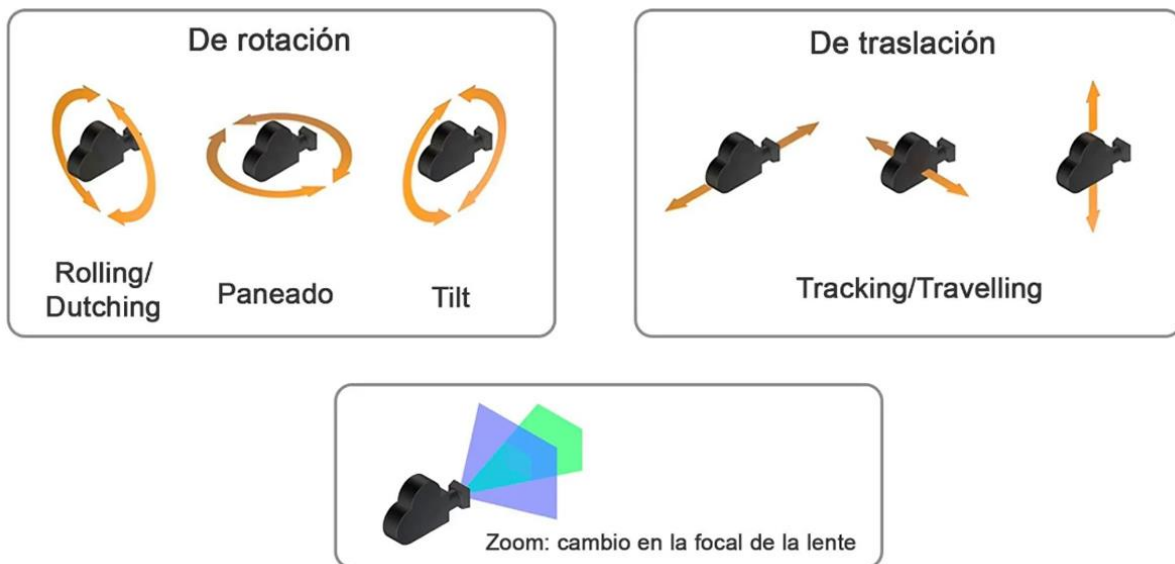 De rotación
Rolling/
Dutching
Paneado
Tilt
De traslación
Tracking/Travelling
Zoom: cambio en la focal de la lente